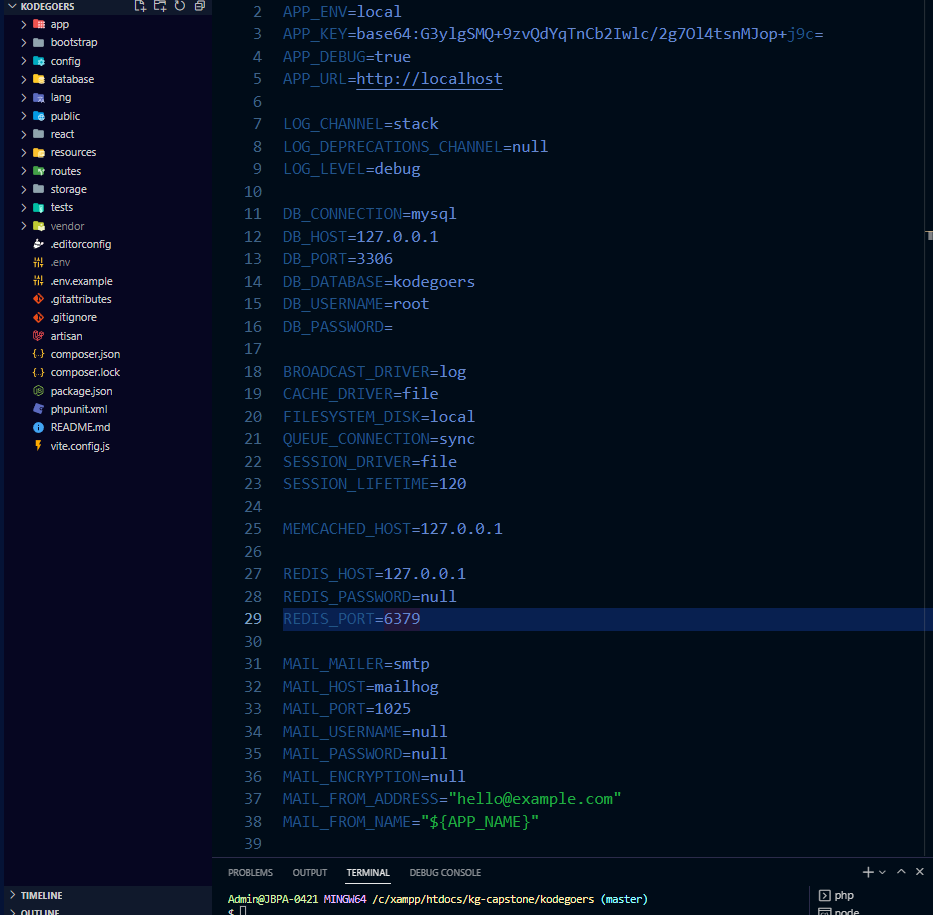 KODEGOERS
app
bootstrap
config
database
lang
public
react
resources
routes
storage
tests
vendor
.editorconfig
.env
.env.example
.gitattributes
.gitignore
artisan
composer.json
composer.lock
package.json
phpunit.xml
README.md
vite.config.js
TIMELINE
OUTLINE
2 APP_ENV=local
3 APP_KEY=base64:G3ylgSMQ+9zvQdYqTnCb2Iwlc/2g7Ol4tsnMJop+j9c=
4 APP_DEBUG=true
5 APP_URL=http://localhost
6
7 LOG_CHANNEL=stack
8 LOG_DEPRECATIONS_CHANNEL=null
9 LOG_LEVEL=debug
10
11 DB_CONNECTION=mysql
12 DB_HOST=127.0.0.1
13 DB_PORT=3306
14 DB_DATABASE=kodegoers
15 DB_USERNAME=root
16 DB_PASSWORD=
17
18 BROADCAST_DRIVER=log
19 CACHE_DRIVER=file
20 FILESYSTEM_DISK=local
21 QUEUE_CONNECTION=sync
22 SESSION_DRIVER=file
23 SESSION_LIFETIME=120
24
25 MEMCACHED_HOST=127.0.0.1
26
27 REDIS_HOST=127.0.0.1
28 REDIS_PASSWORD=null
29 REDIS_PORT=6379
30
31 MAIL_MAILER=smtp
32 MAIL_HOST=mailhog
33 MAIL_PORT=1025
34 MAIL_USERNAME=null
35 MAIL_PASSWORD=null
36 MAIL_ENCRYPTION=null
37 MAIL_FROM_ADDRESS="hello@example.com"
38 MAIL_FROM_NAME="${APP_NAME}"
39
PROBLEMS OUTPUT TERMINAL DEBUG CONSOLE
Admin@JBPA-0421 MINGW64 /c/xampp/htdocs/kg-capstone/kodegoers (master)
$
php
node